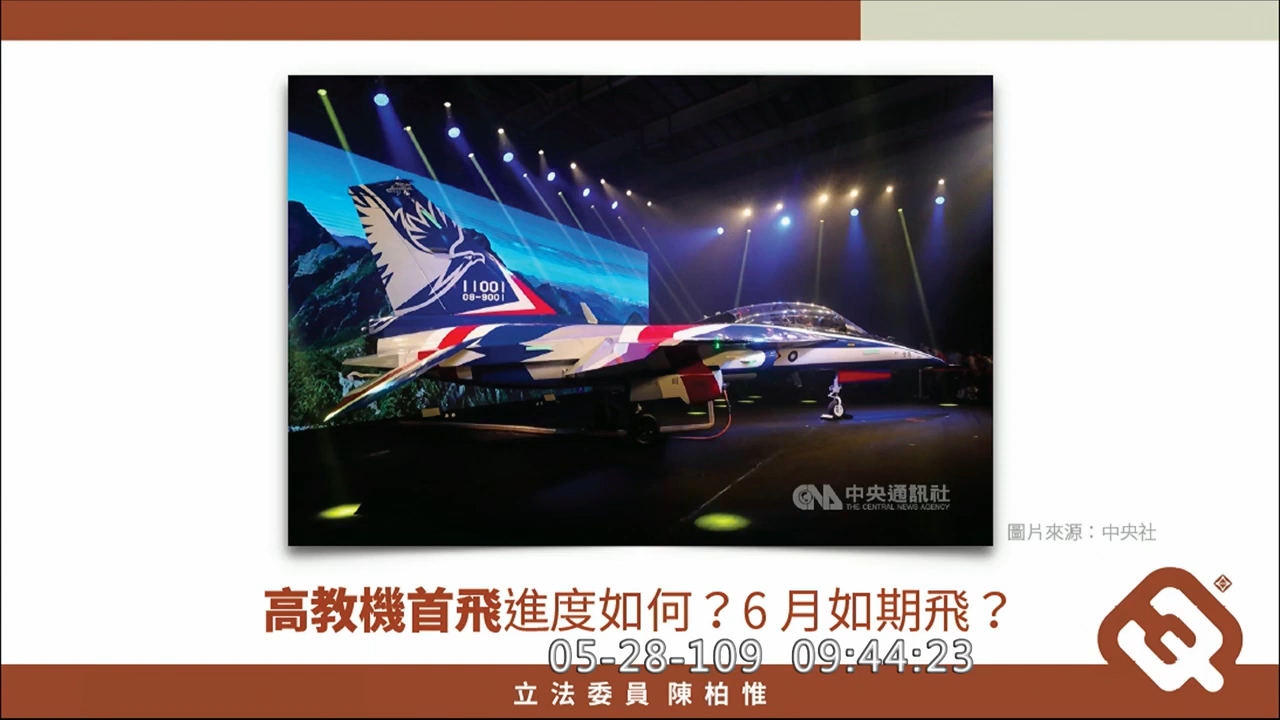 11001
08-9001
CNA 中央通訊社
THE CENTRAL NEWS AGENCY
圖片來源：中央社
高教機首飛進度如何？6月如期飛？
05-28-109 09:44:23
立法委員 陳柏惟